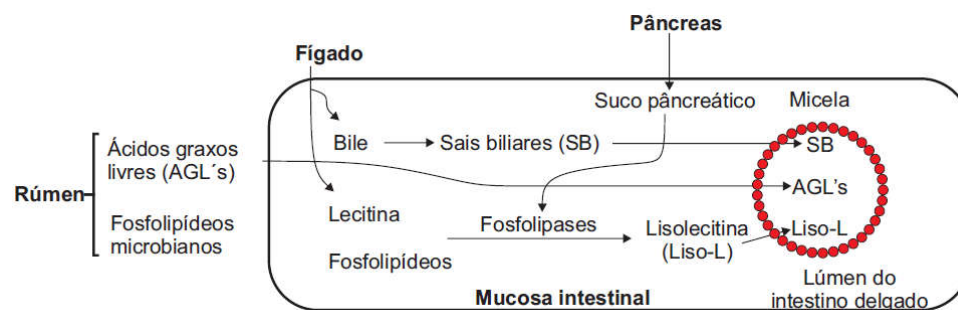 Pâncreas
Fígado
Suco pâncreático
Micela
Bile
Sais biliares (SB)
SB
Rúmen
Ácidos graxos
livres (AGL´s)
AGL's
Lecitina
Fosfolipases
Lisolecitina
(Liso-L)
Liso-L
Fosfolipídeos
microbianos
Fosfolipídeos
Mucosa intestinal
Lúmen do
intestino delgado